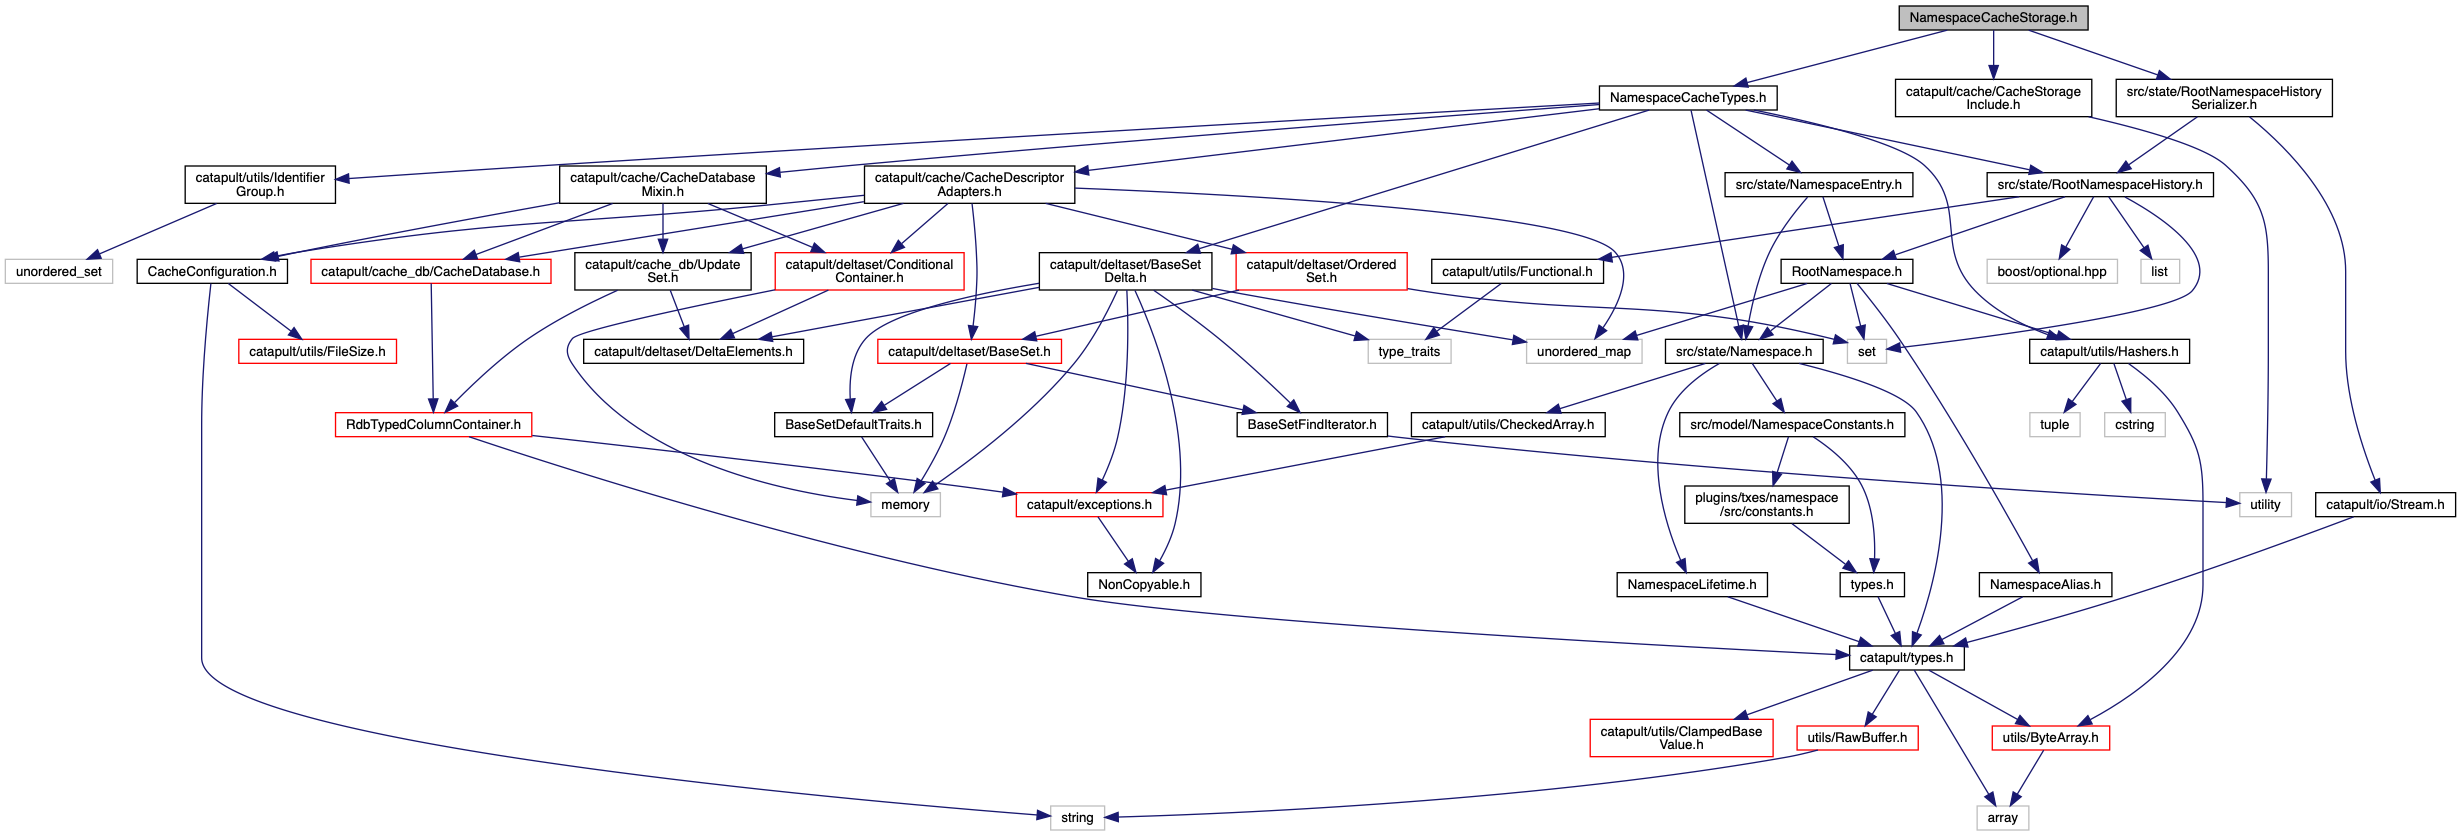 NamespaceCacheStorage.h
NamespaceCacheTypes.h
catapult/cache/CacheStorage
Include.h
src/state/RootNamespaceHistory
Serializer.h
catapult/utils/Identifier
Group.h
catapult/cache/CacheDatabase
Mixin.h
catapult/cache/CacheDescriptor
Adapters.h
src/state/NamespaceEntry.h
src/state/RootNamespaceHistory.h
unordered_set
CacheConfiguration.h
catapult/cache_db/CacheDatabase.h
catapult/cache_db/Update
Set.h
catapult/deltaset/Conditional
Container.h
catapult/deltaset/BaseSet
Delta.h
catapult/deltaset/Ordered
Set.h
catapult/utils/Functional.h
RootNamespace.h
boost/optional.hpp
list
catapult/utils/FileSize.h
catapult/deltaset/DeltaElements.h
catapult/deltaset/BaseSet.h
type_traits
unordered_map
src/state/Namespace.h
set
catapult/utils/Hashers.h
RdbTypedColumnContainer.h
BaseSetDefaultTraits.h
BaseSetFindIterator.h
catapult/utils/CheckedArray.h
src/model/NamespaceConstants.h
tuple
cstring
memory
catapult/exceptions.h
plugins/txes/namespace
/src/constants.h
utility
catapult/io/Stream.h
NonCopyable.h
NamespaceLifetime.h
types.h
NamespaceAlias.h
catapult/types.h
catapult/utils/ClampedBase
Value.h
utils/RawBuffer.h
utils/ByteArray.h
string
array